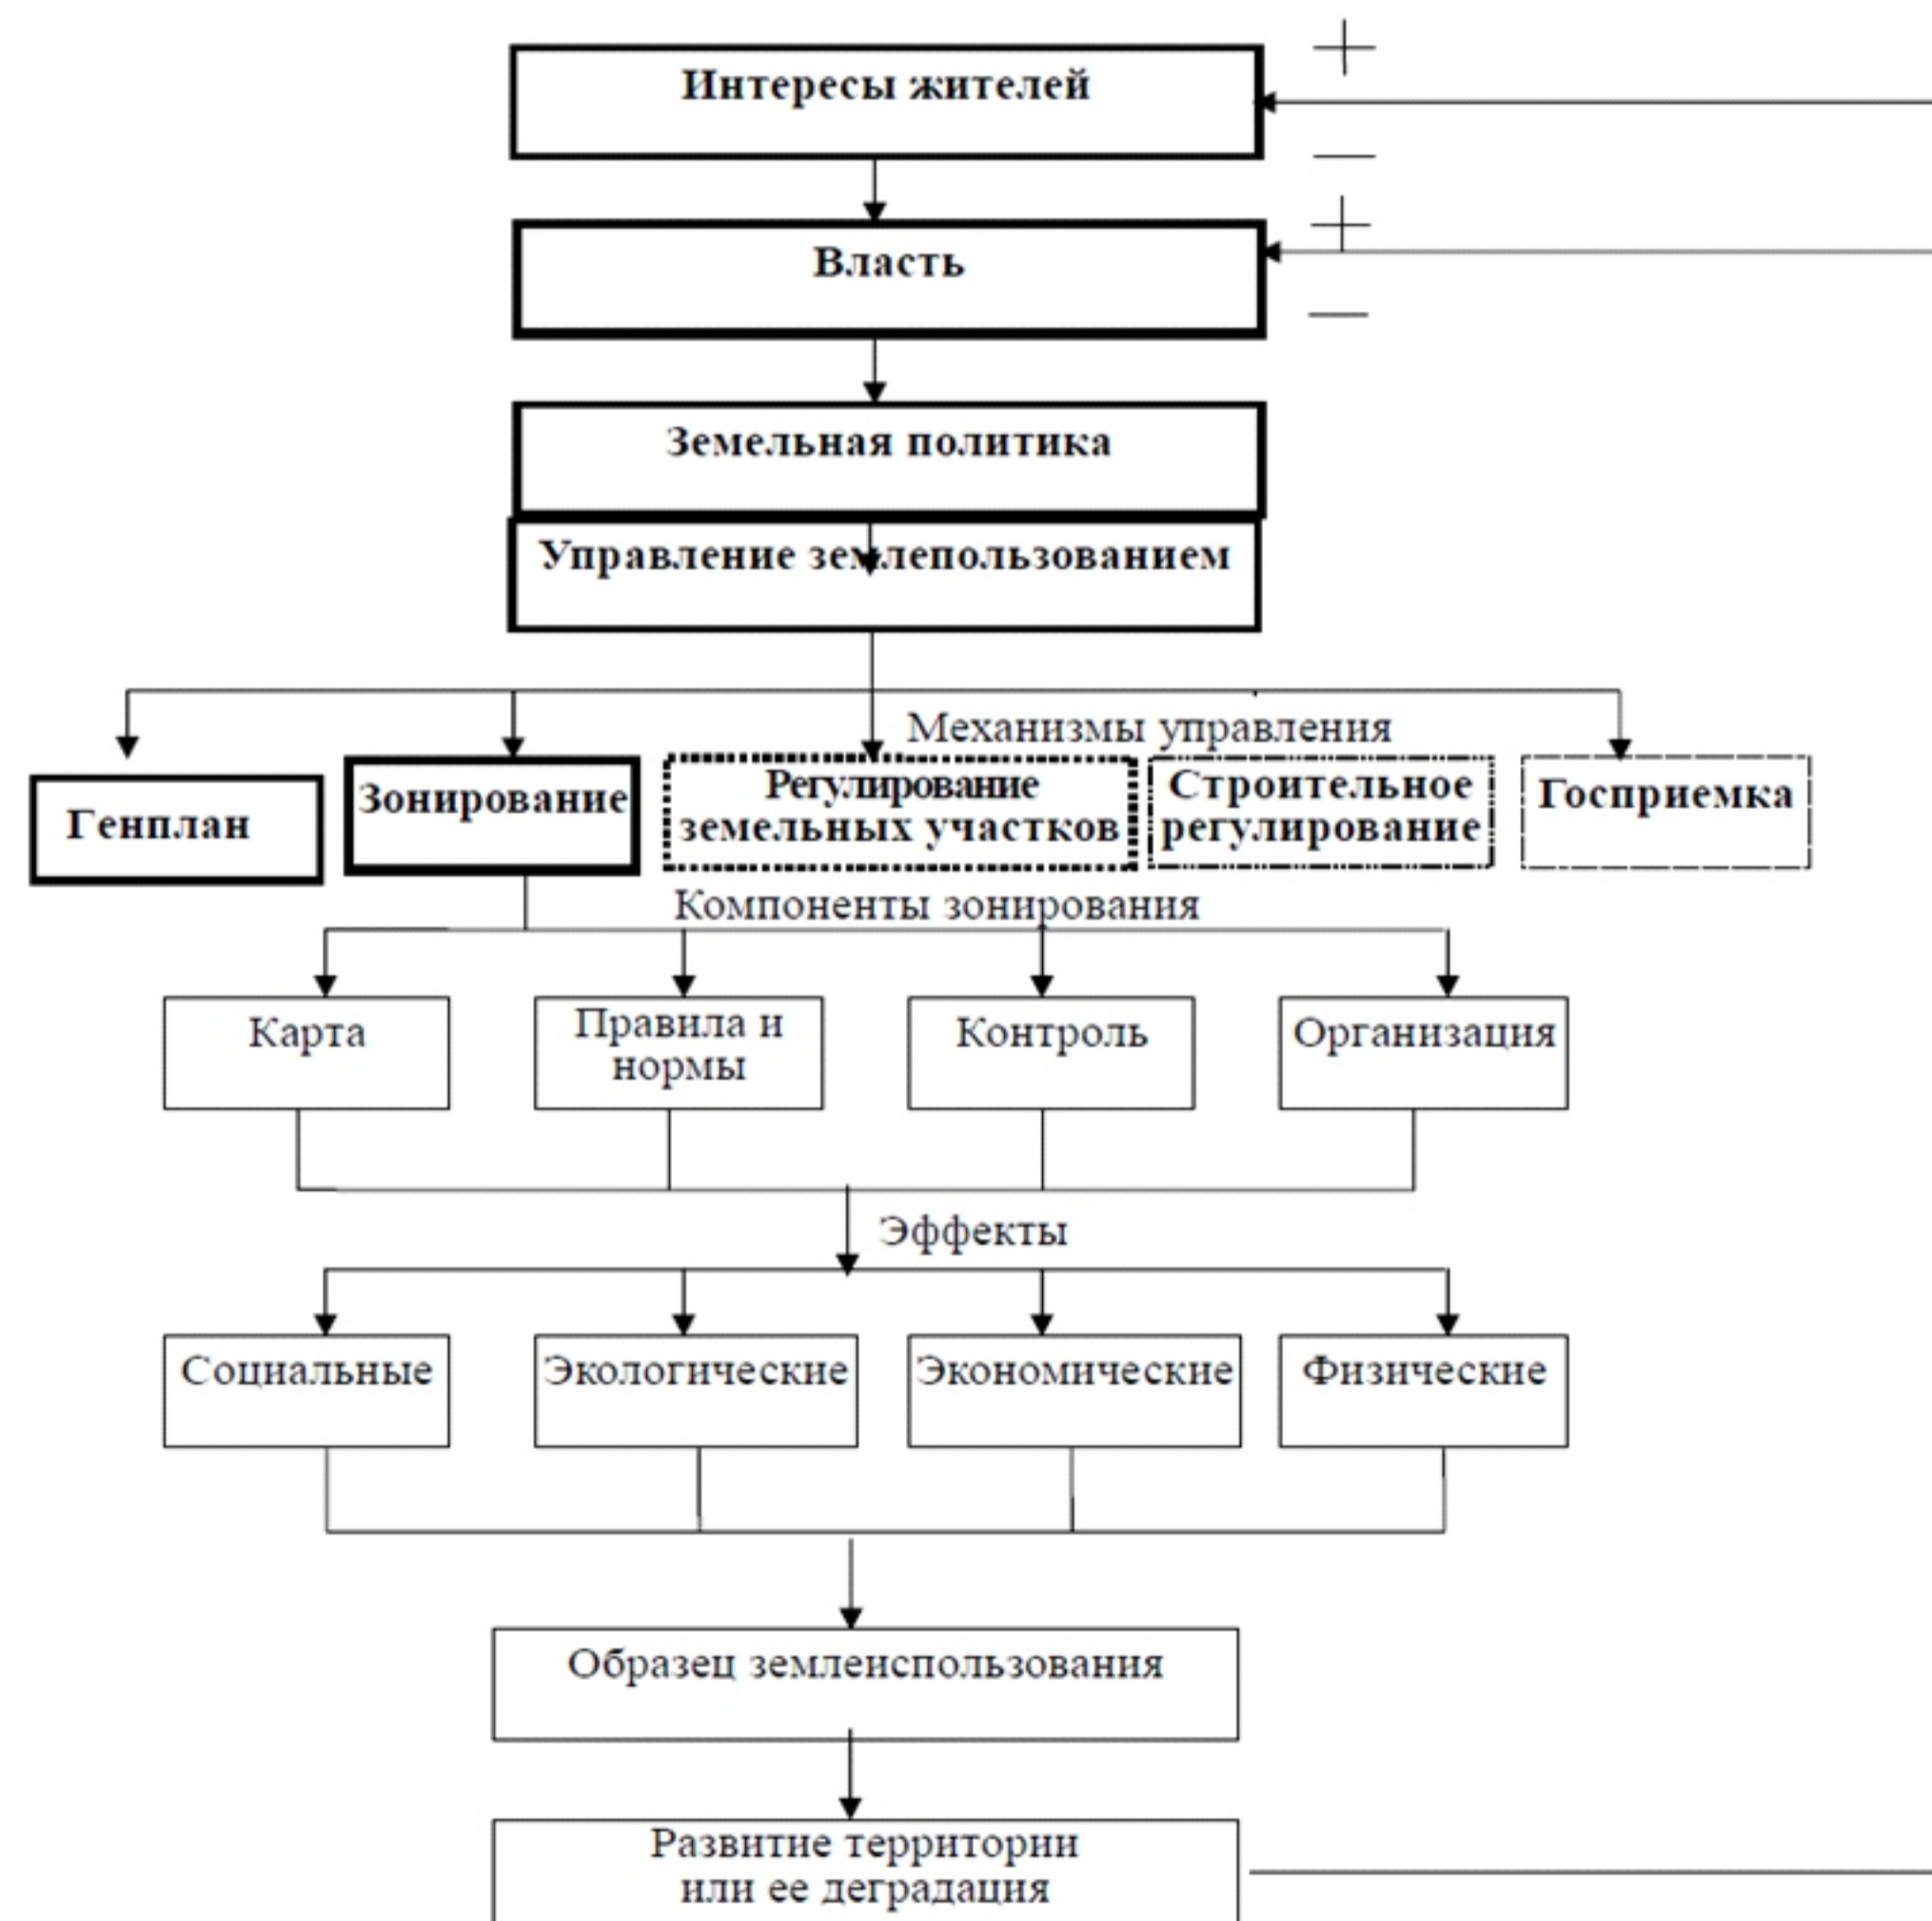 Интересы жителей
Власть
Земельная политика
Управление землепользованием
Механизмы управления
Генплан
Зонирование
Регулирование
земельных участков
Строительное
регулирование
Госприемка
Компоненты зонирования
Карта
Правила и
нормы
Контроль
Организация
Эффекты
Социальные
Экологические
Экономические
Физические
Образец землеиспользования
Развитие территории
или ее деградация